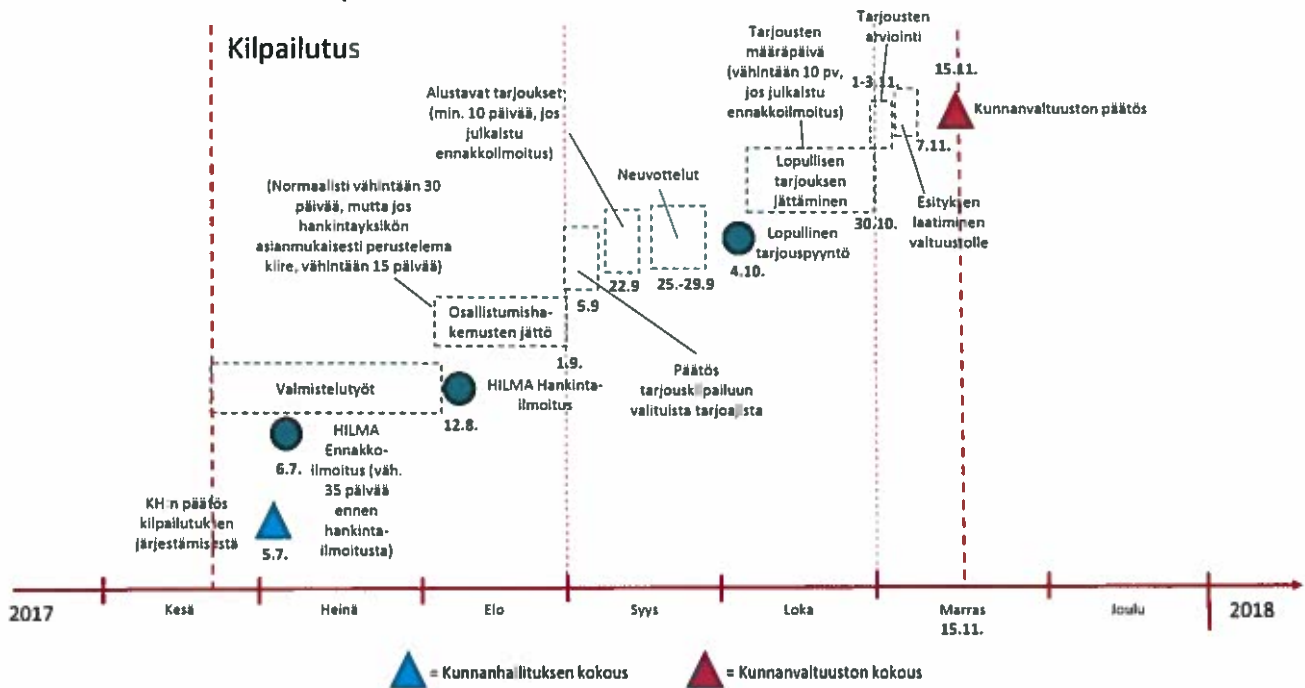 Kilpailutus
Tarjousten
arviointi
Tarjousten
määräpäivä
(vähintään 10 pv,
jos julkaistu
ennakkoilmoitus)
1-3.11.
15.11.
Kunnanvaltuuston päätös
7.11.
Alustavat tarjoukset
(min. 10 päivää, jos
julkaistu
ennakkoilmoitus)
Neuvottelut
Lopullisen
tarjouksen
jättäminen
30.10.
Esityksen
laatiminen
valtuustolle
(Normaalisti vähintään 30
päivää, mutta jos
hankintayksikön
asianmukaisesti perustelema
kiire, vähintään 15 päivää)
Lopullinen
tarjouspyyntö
4.10.
5.9
22.9
25.-29.9
Osallistumisha-
kemusten jättö
1.9.
Päätös
tarjouskilpailuun
valituista tarjoajista
Valmistelutyöt
HILMA Hankinta-
ilmoitus
12.8.
HILMA
Ennakko-
ilmoitus (väh.
35 päivää
ennen
hankinta-
ilmoitusta)
6.7.
KH:n päätös
kilpailutuksen
järjestämisestä
5.7.
2017
Kesä
Heinä
Elo
Syys
Loka
Marras
15.11.
Joulu
2018
= Kunnanhallituksen kokous
= Kunnanvaltuuston kokous